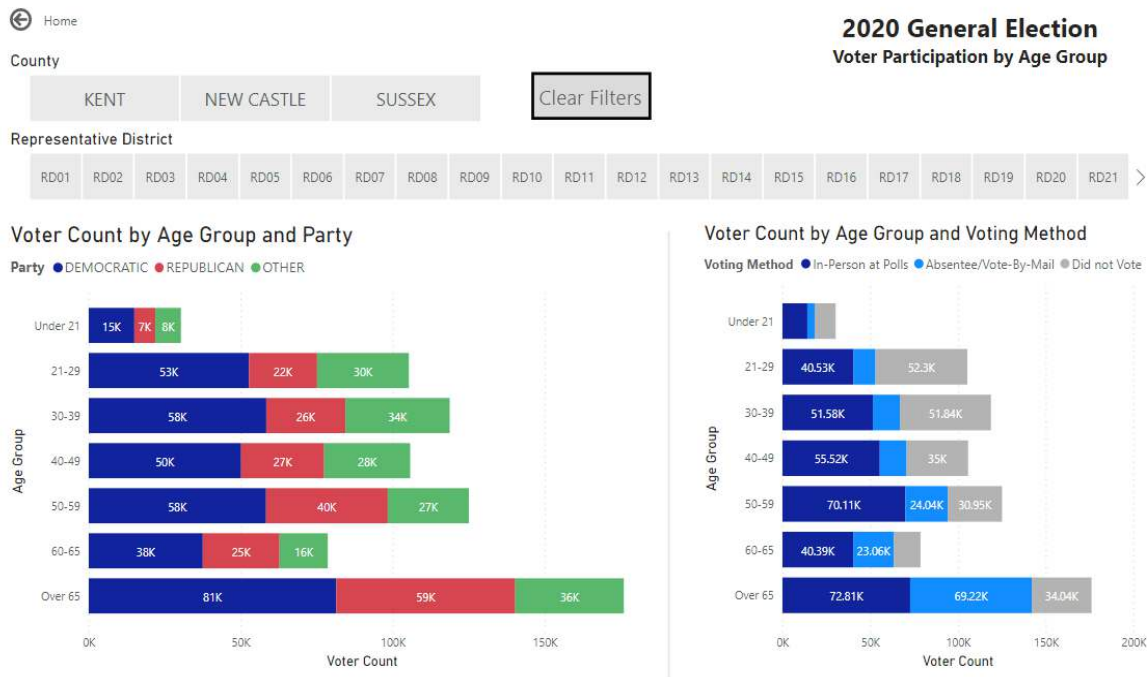 Home
2020 General Election
Voter Participation by Age Group
County
KENT NEW CASTLE SUSSEX Clear Filters
Representative District
RD01 RD02 RD03 RD04 RD05 RD06 RD07 RD08 RD09 RD10 RD11 RD12 RD13 RD14 RD15 RD16 RD17 RD18 RD19 RD20 RD21
Voter Count by Age Group and Party
Party DEMOCRATIC REPUBLICAN OTHER
Age Group
Under 21 15K 7K 8K
21-29 53K 22K 30K
30-39 58K 26K 34K
40-49 50K 27K 28K
50-59 58K 40K 27K
60-65 38K 25K 16K
Over 65 81K 59K 36K
0K 50K 100K 150K
Voter Count
Voter Count by Age Group and Voting Method
Voting Method In-Person at Polls Absentee/Vote-By-Mail Did not Vote
Age Group
Under 21
21-29 40.53K 52.3K
30-39 51.58K 51.84K
40-49 55.52K 35K
50-59 70.11K 24.04K 30.95K
60-65 40.39K 23.06K
Over 65 72.81K 69.22K 34.04K
0K 50K 100K 150K 200K
Voter Count